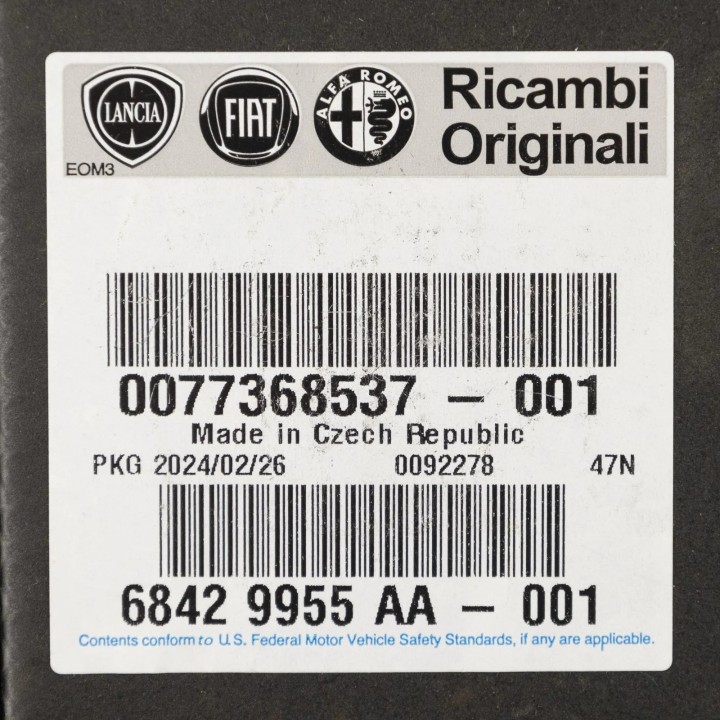 LANCIA FIAT ALFA ROMEO Ricambi
Originali
EOM3
0077368537 - 001
Made in Czech Republic
PKG 2024/02/26 0092278 47N
6842 9955 AA - 001
Contents conform to U.S. Federal Motor Vehicle Safety Standards, if any are applicable.